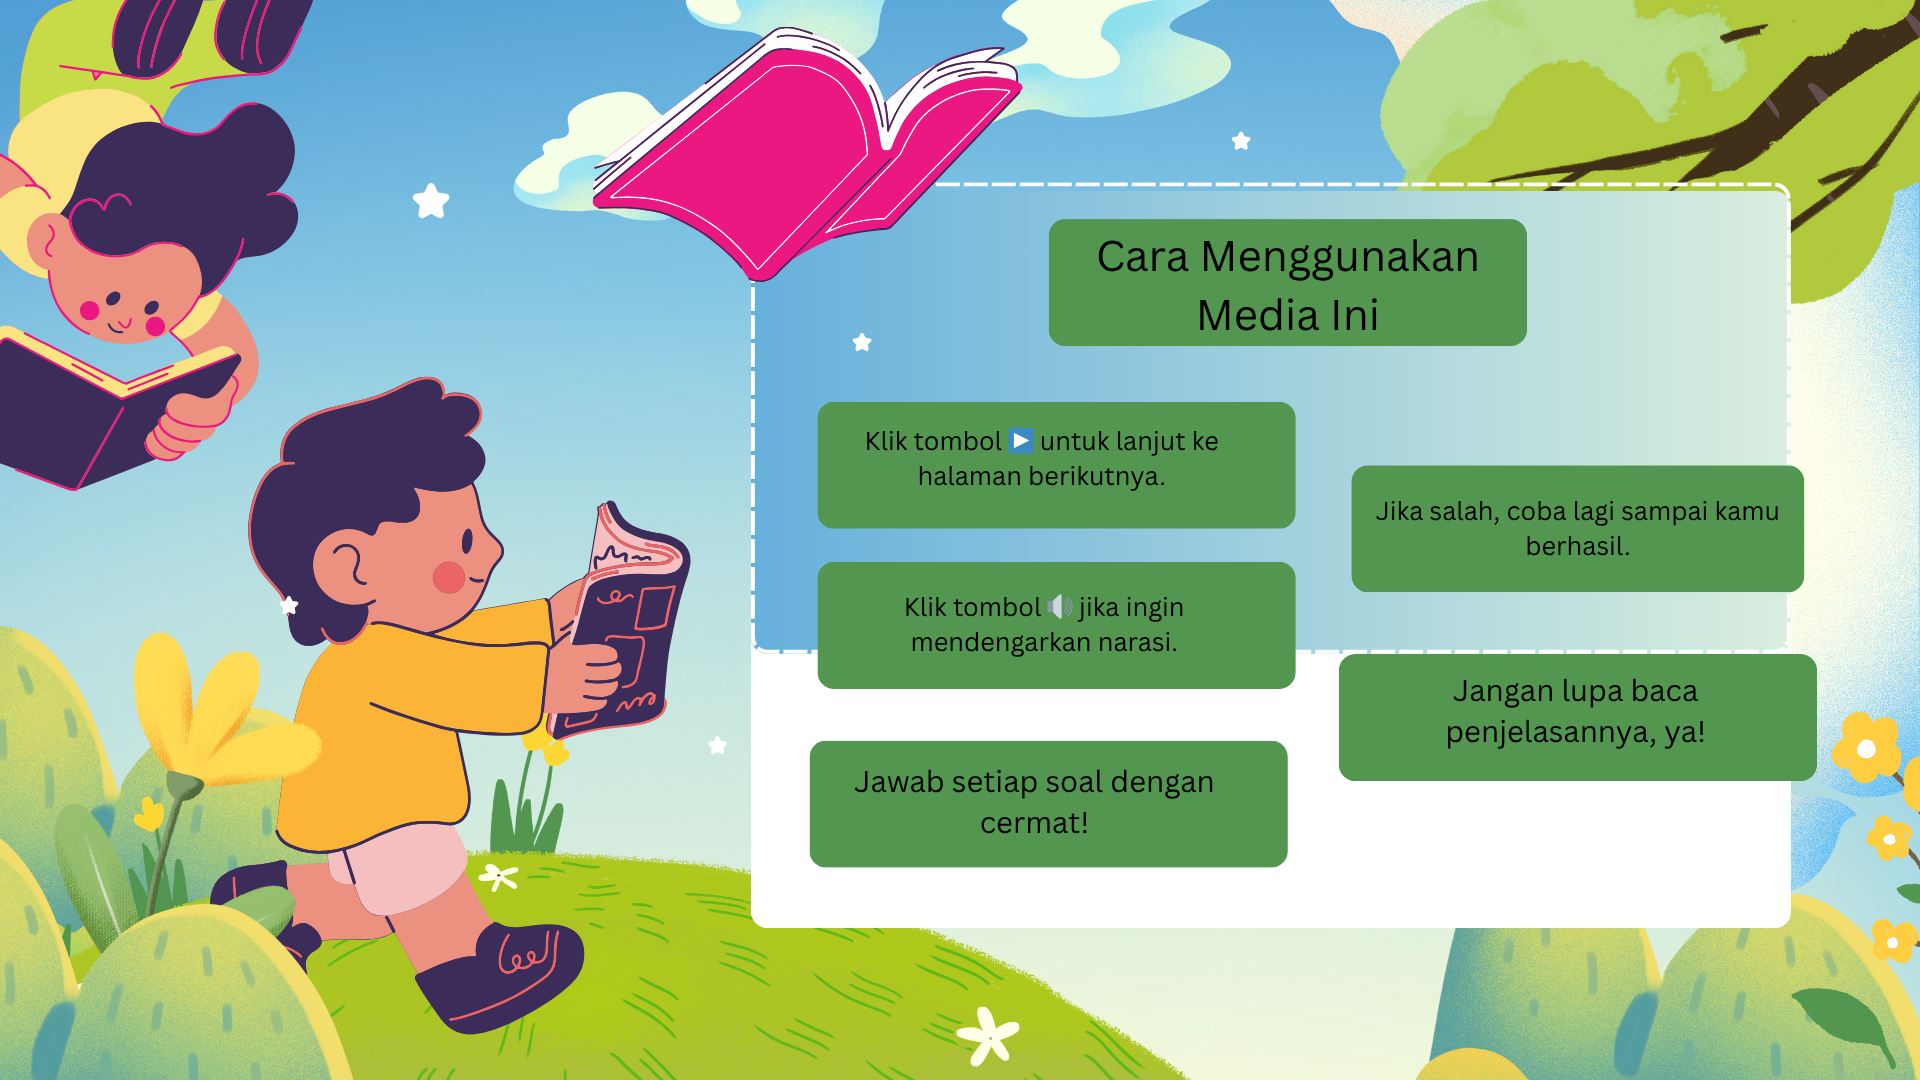 Cara Menggunakan
Media Ini
Klik tombol ▶️ untuk lanjut ke
halaman berikutnya.
Klik tombol 🔊 jika ingin
mendengarkan narasi.
Jawab setiap soal dengan
cermat!
Jika salah, coba lagi sampai kamu
berhasil.
Jangan lupa baca
penjelasannya, ya!